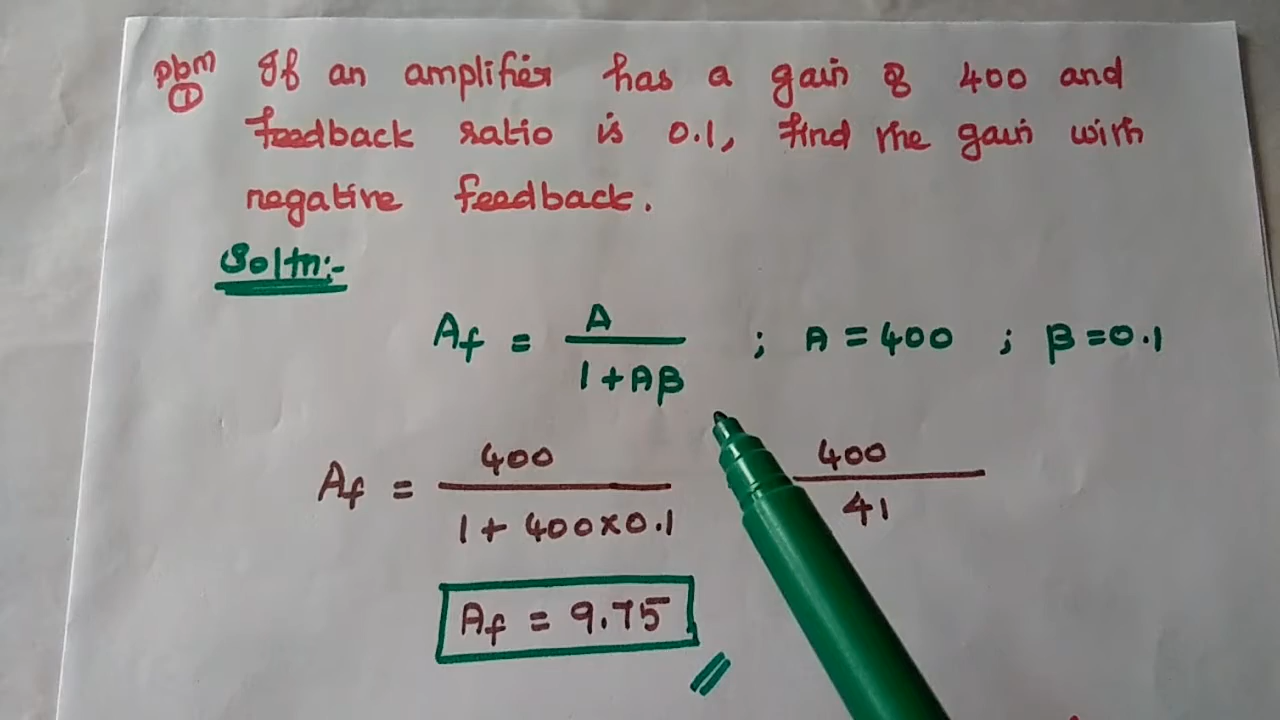 Pbm ① If an amplifier has a gain of 400 and
feedback ratio is 0.1, find the gain with
negative feedback.
Soltn:-
Af = A / 1+Aβ ; A = 400 ; β = 0.1
Af = 400 / 1 + 400×0.1 400 / 41
Af = 9.75